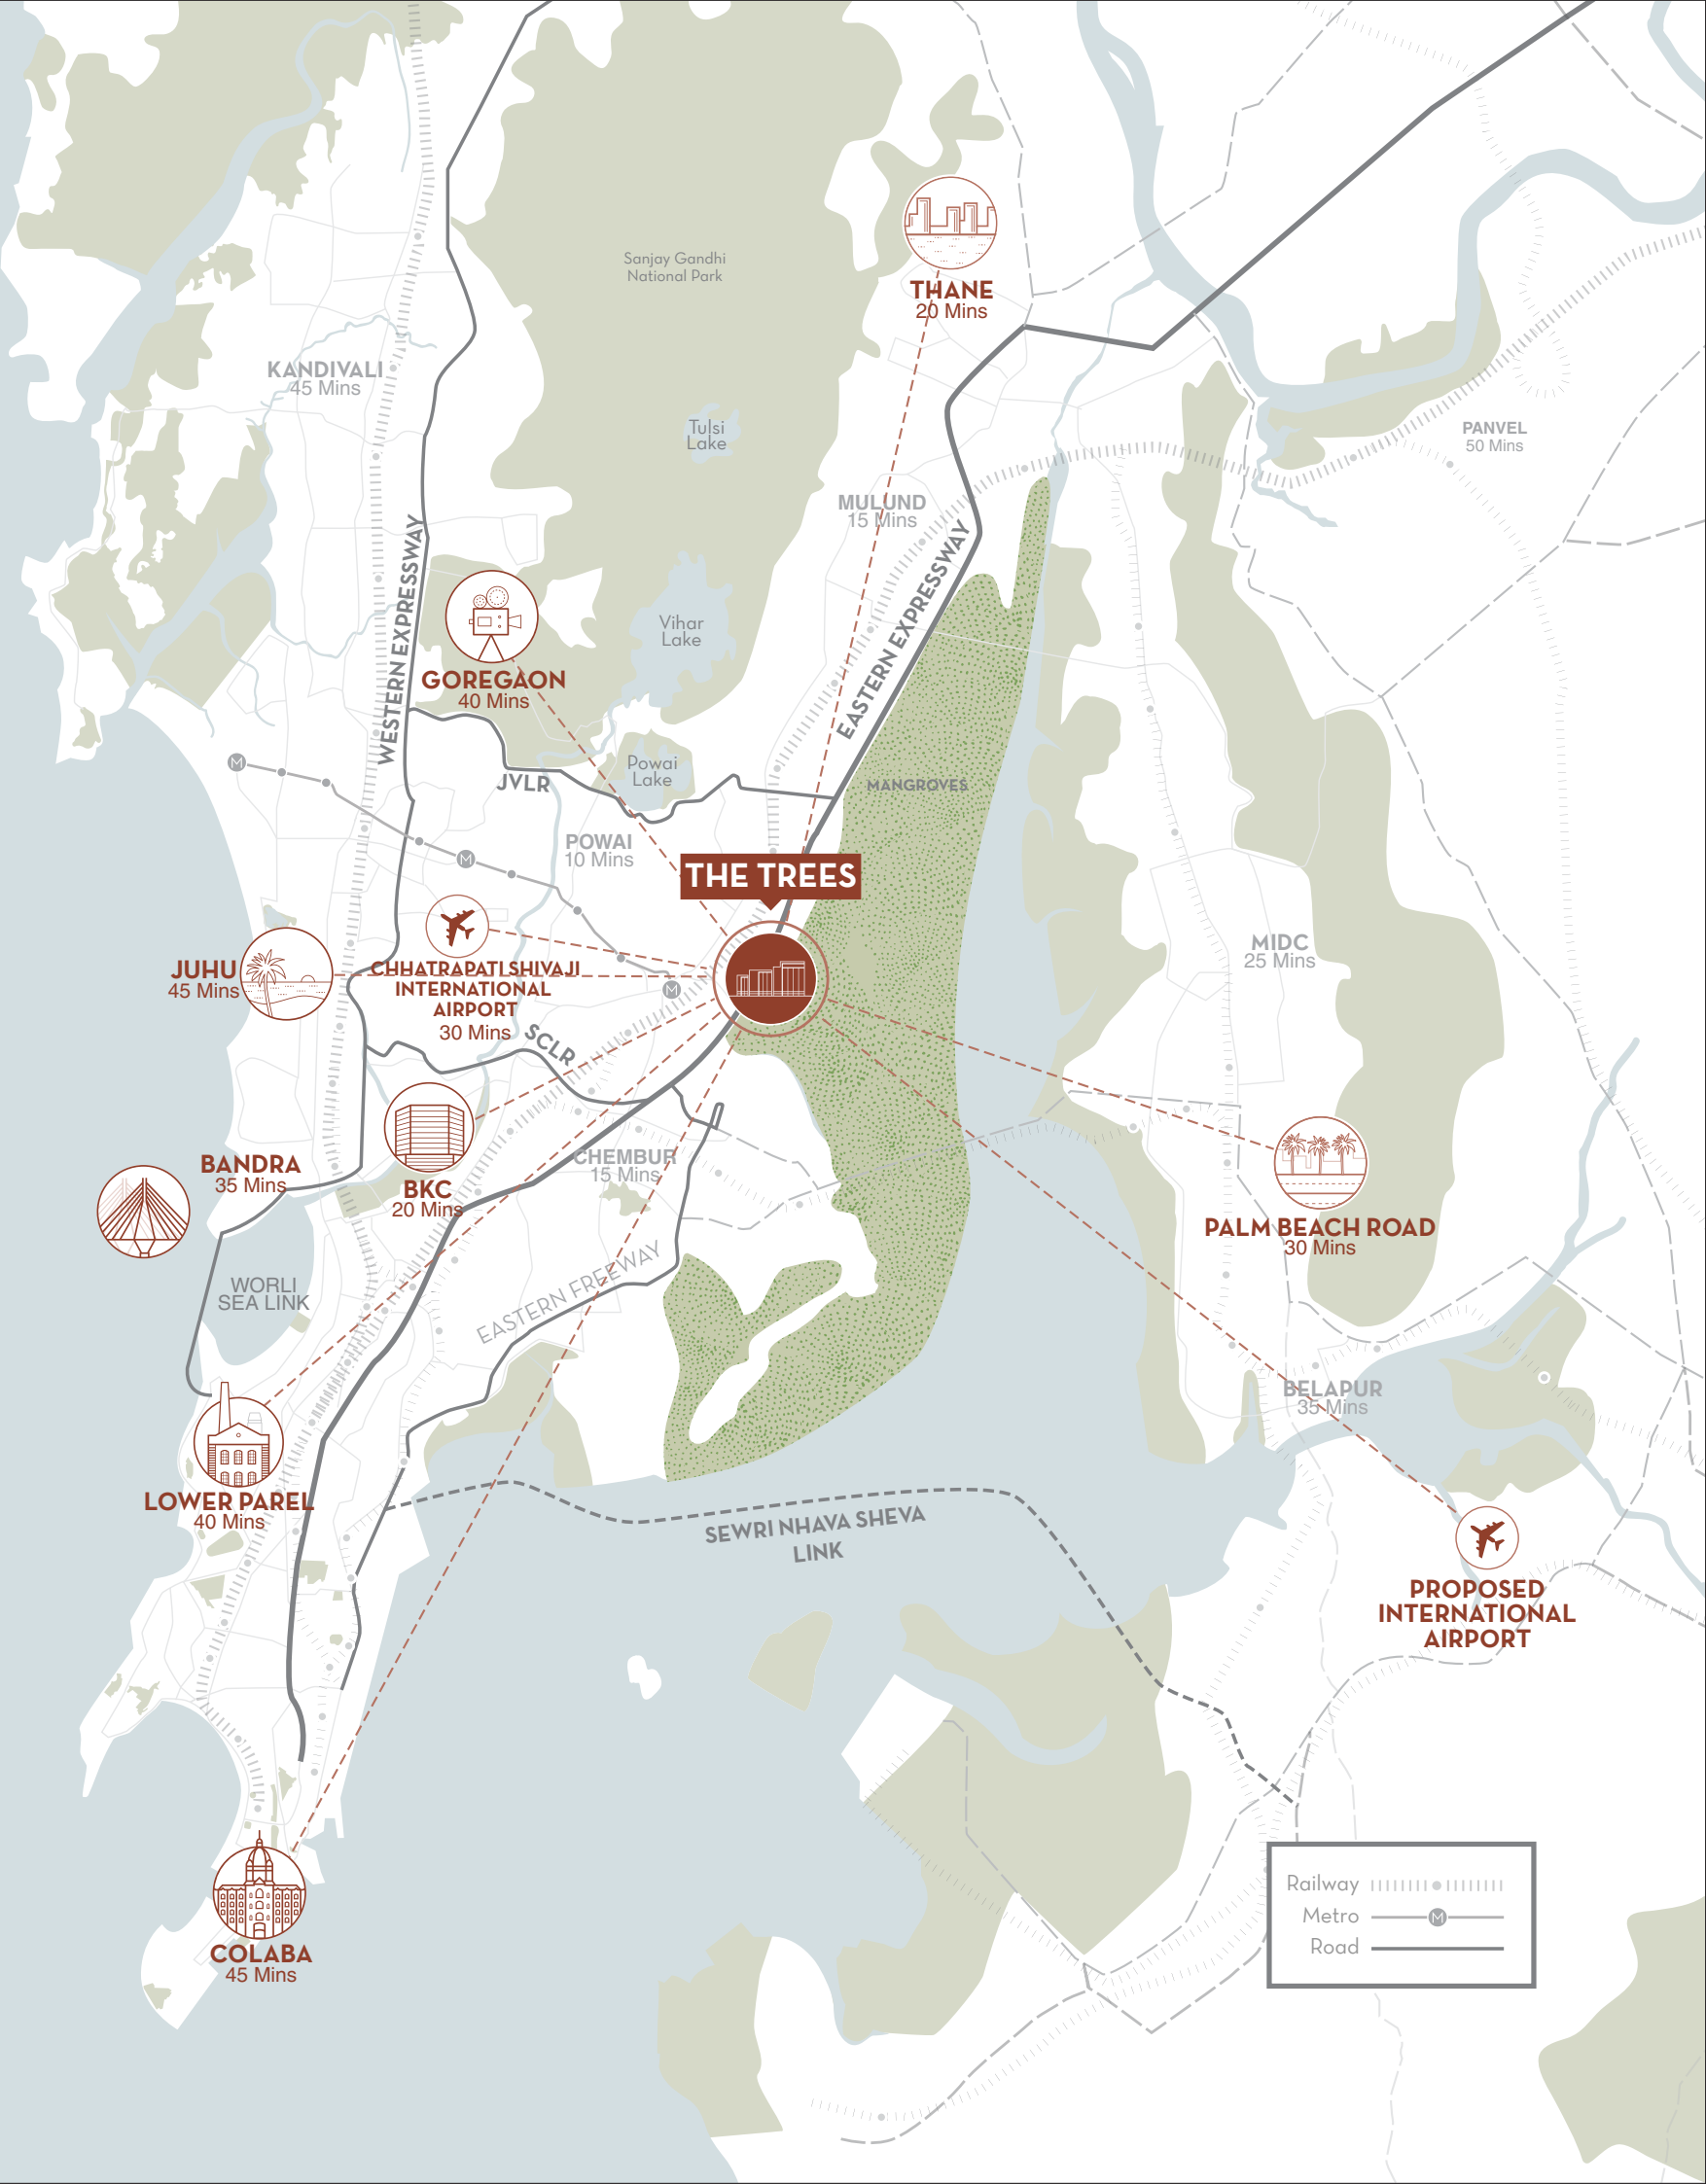 Sanjay Gandhi
National Park
THANE
20 Mins
KANDIVALI
45 Mins
Tulsi
Lake
PANVEL
50 Mins
MULUND
15 Mins
WESTERN EXPRESSWAY
EASTERN EXPRESSWAY
Vihar
Lake
GOREGAON
40 Mins
M
JVLR
Powai
Lake
MANGROVES
POWAI
10 Mins
M
THE TREES
MIDC
25 Mins
JUHU
45 Mins
CHHATRAPATI SHIVAJI
INTERNATIONAL
AIRPORT
30 Mins
M
SCLR
CHEMBUR
15 Mins
BANDRA
35 Mins
BKC
20 Mins
PALM BEACH ROAD
30 Mins
WORLI
SEA LINK
EASTERN FREEWAY
BELAPUR
35 Mins
LOWER PAREL
40 Mins
SEWRI NHAVA SHEVA
LINK
PROPOSED
INTERNATIONAL
AIRPORT
COLABA
45 Mins
Railway
Metro M
Road